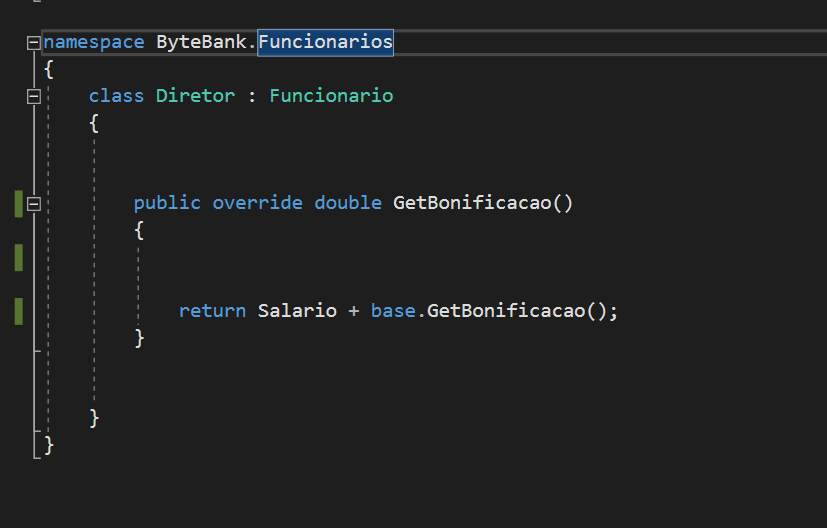 namespace ByteBank.Funcionarios
{
class Diretor : Funcionario
{
public override double GetBonificacao()
{
return Salario + base.GetBonificacao();
}
}
}